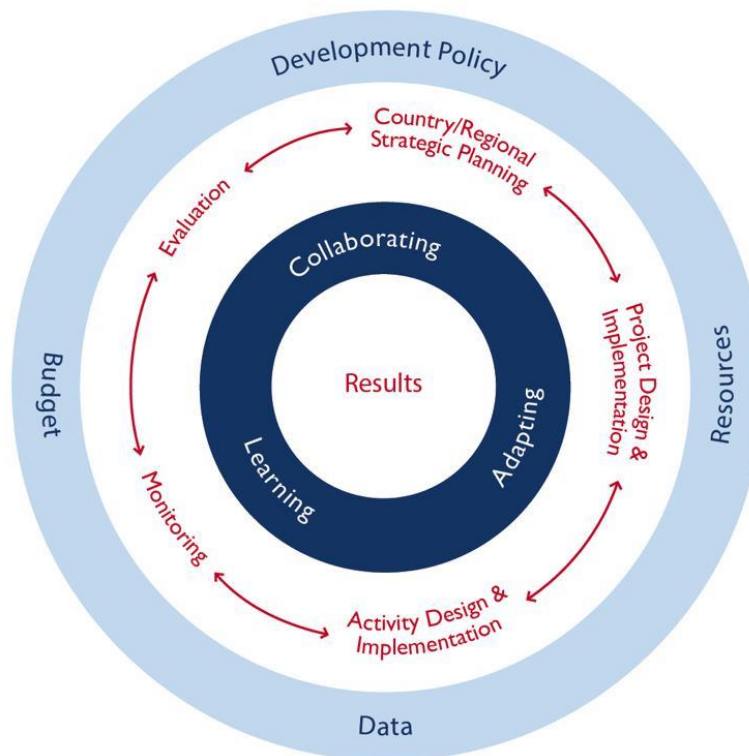 Development Policy
Country/Regional
Strategic Planning
Evaluation
Collaborating
Budget
Results
Project Design &
Implementation
Resources
Learning
Adapting
Monitoring
Activity Design &
Implementation
Data